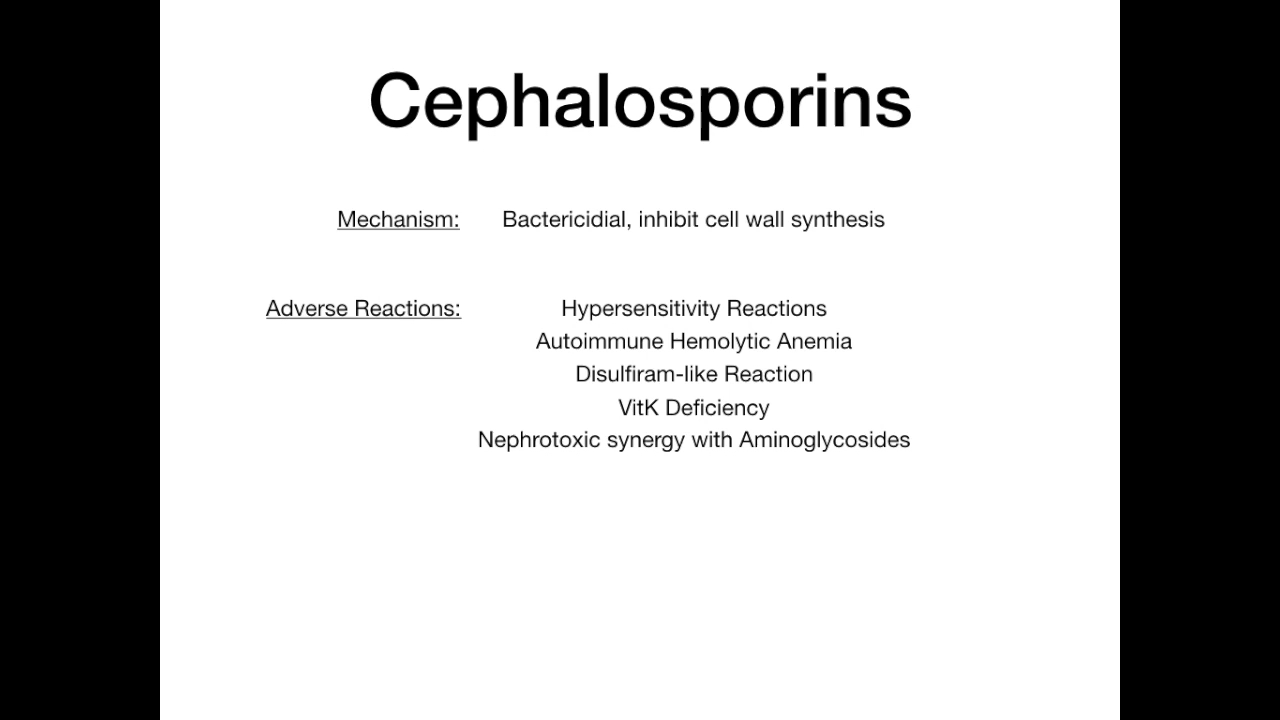 Cephalosporins
Mechanism: Bactericidial, inhibit cell wall synthesis
Adverse Reactions: Hypersensitivity Reactions
Autoimmune Hemolytic Anemia
Disulfiram-like Reaction
VitK Deficiency
Nephrotoxic synergy with Aminoglycosides